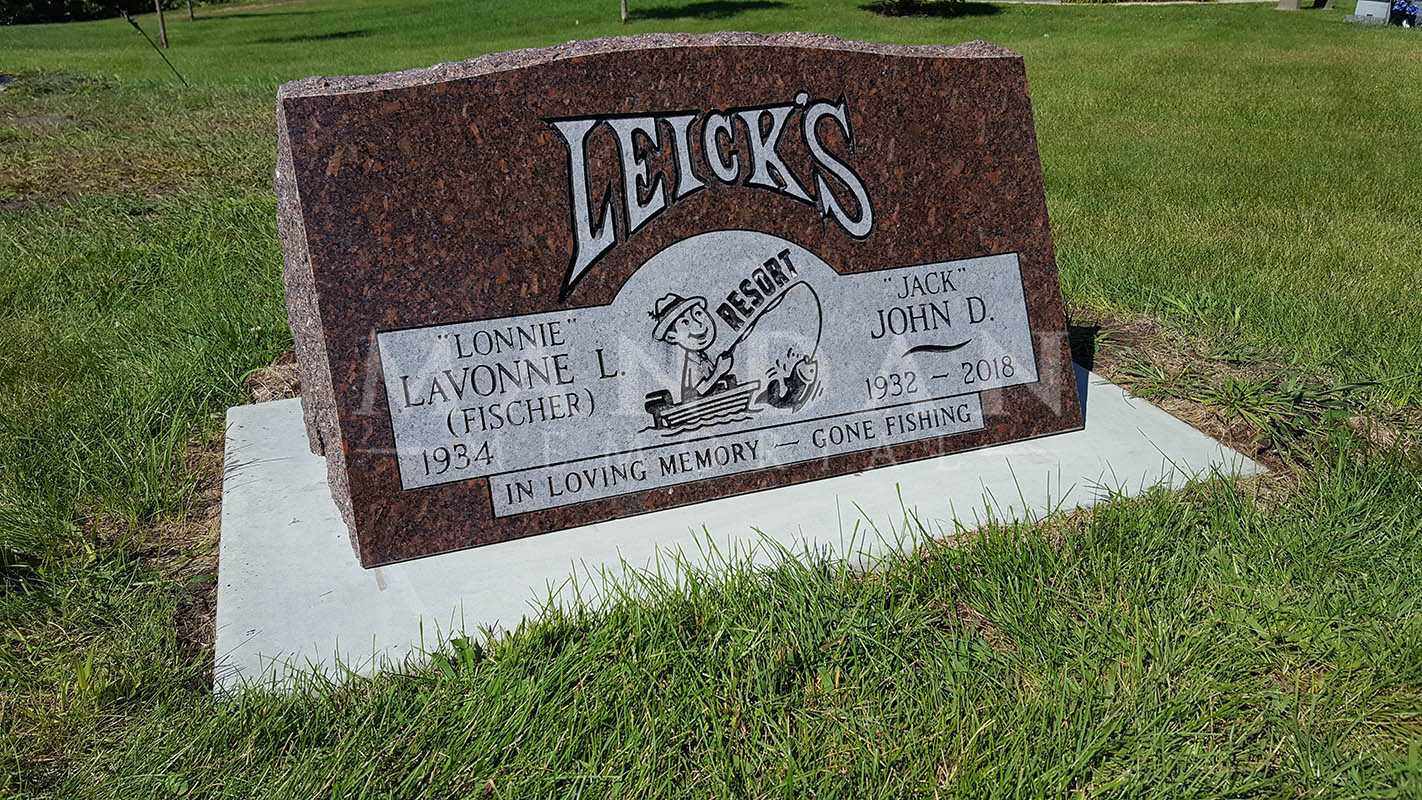 LEICK'S
RESORT
"LONNIE"
LAVONNE L.
(FISCHER)
1934
"JACK"
JOHN D.
1932 – 2018
IN LOVING MEMORY – GONE FISHING